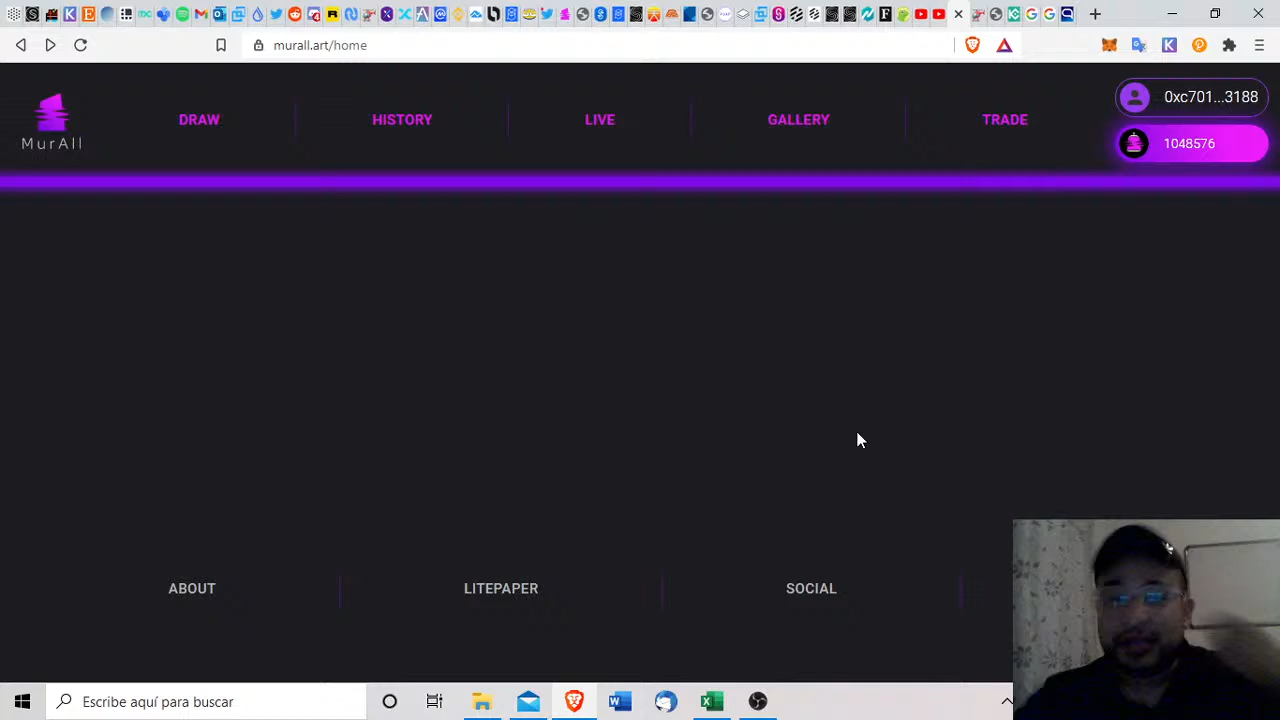 murall.art/home
MurAll
DRAW
HISTORY
LIVE
GALLERY
TRADE
0xc701...3188
1048576
ABOUT
LITEPAPER
SOCIAL
Escribe aquí para buscar